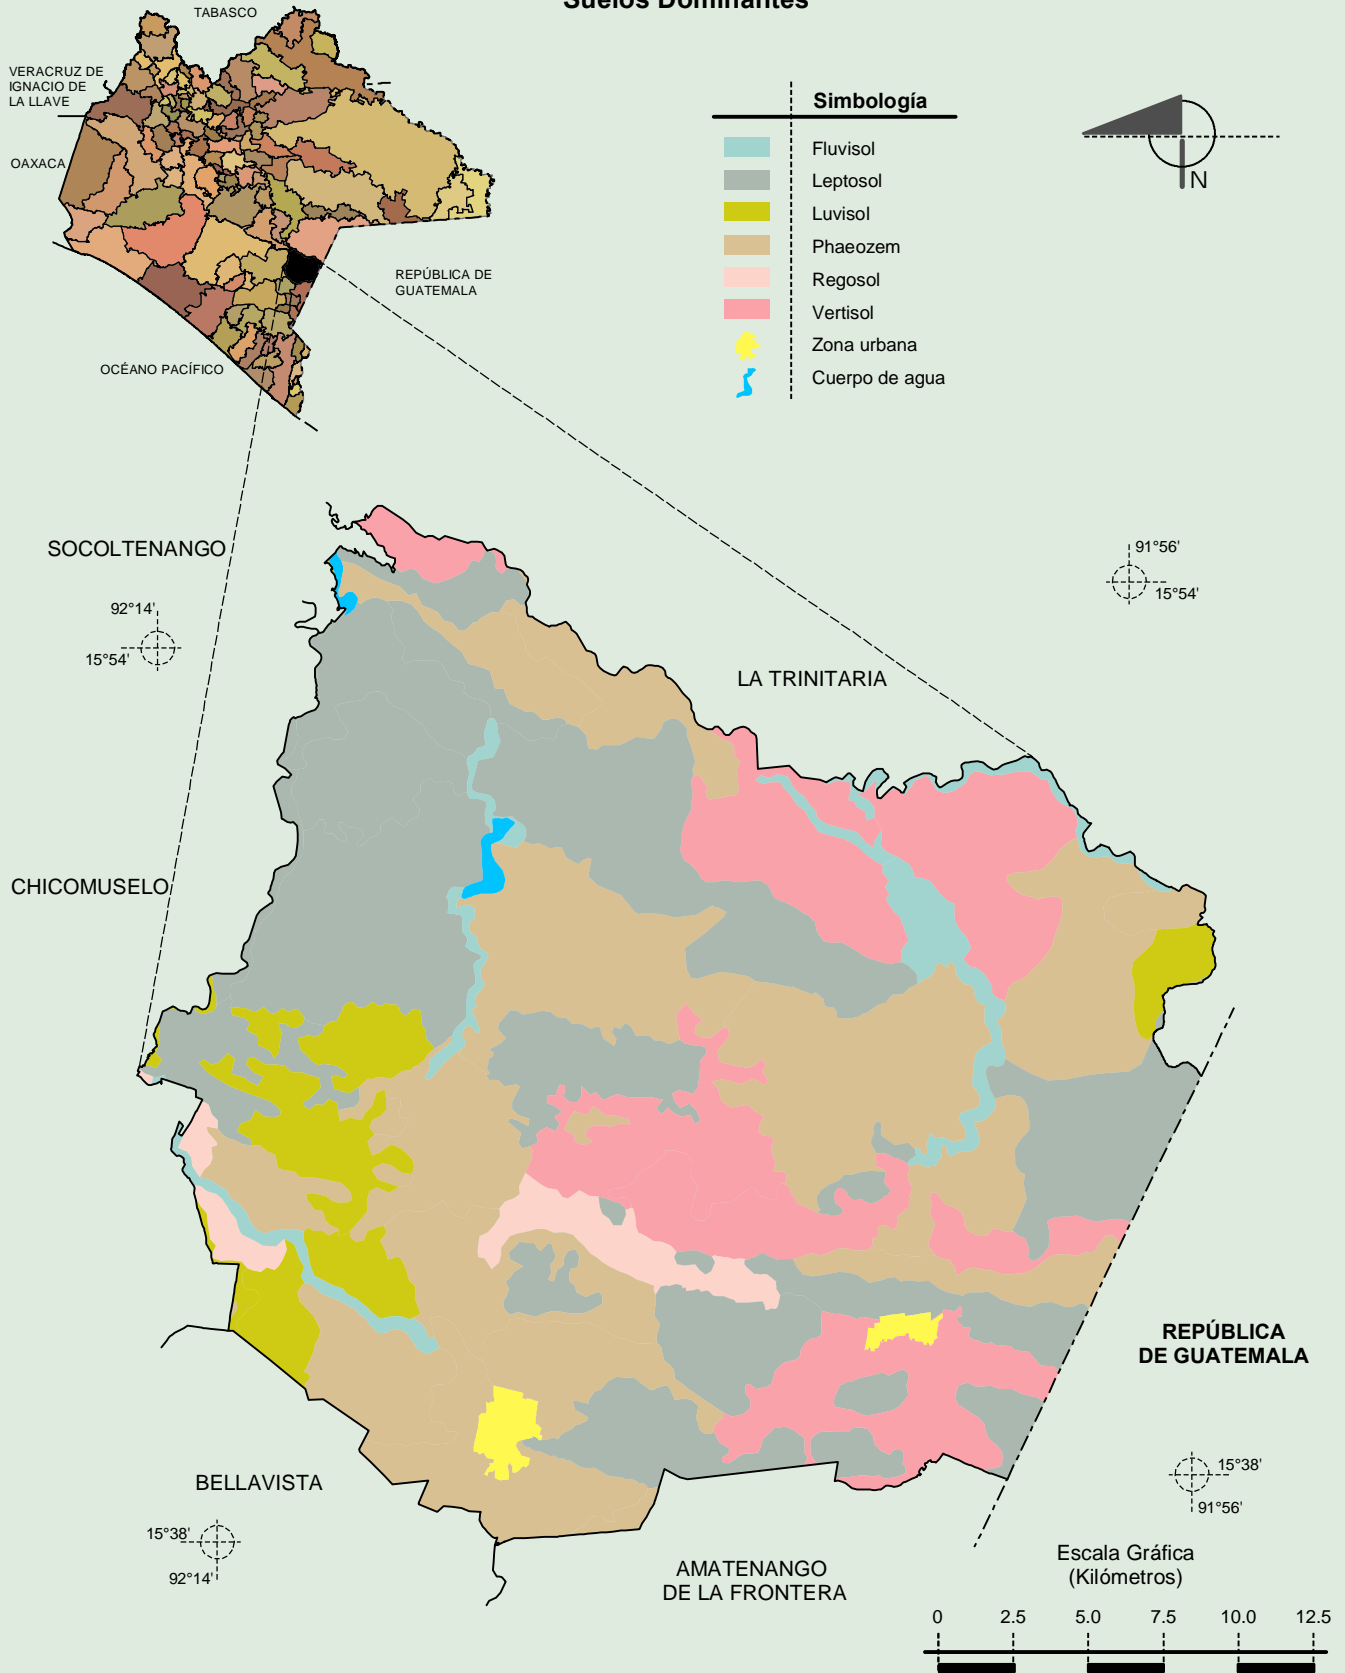 Suelos Dominantes
TABASCO
VERACRUZ DE
IGNACIO DE
LA LLAVE
OAXACA
REPÚBLICA DE
GUATEMALA
OCÉANO PACÍFICO
Simbología
Fluvisol
Leptosol
Luvisol
Phaeozem
Regosol
Vertisol
Zona urbana
Cuerpo de agua
N
SOCOLTENANGO
92°14'
15°54'
91°56'
15°54'
LA TRINITARIA
CHICOMUSELO
REPÚBLICA
DE GUATEMALA
BELLAVISTA
15°38'
92°14'
15°38'
91°56'
AMATENANGO
DE LA FRONTERA
Escala Gráfica
(Kilómetros)
0 2.5 5.0 7.5 10.0 12.5